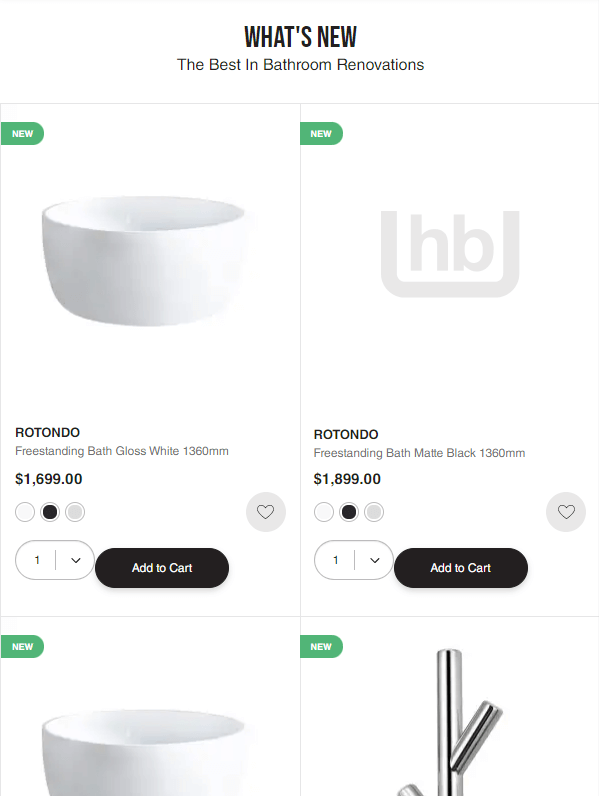 WHAT'S NEW
The Best In Bathroom Renovations
NEW
NEW
hb
ROTONDO
Freestanding Bath Gloss White 1360mm
$1,699.00
1
Add to Cart
ROTONDO
Freestanding Bath Matte Black 1360mm
$1,899.00
1
Add to Cart
NEW
NEW